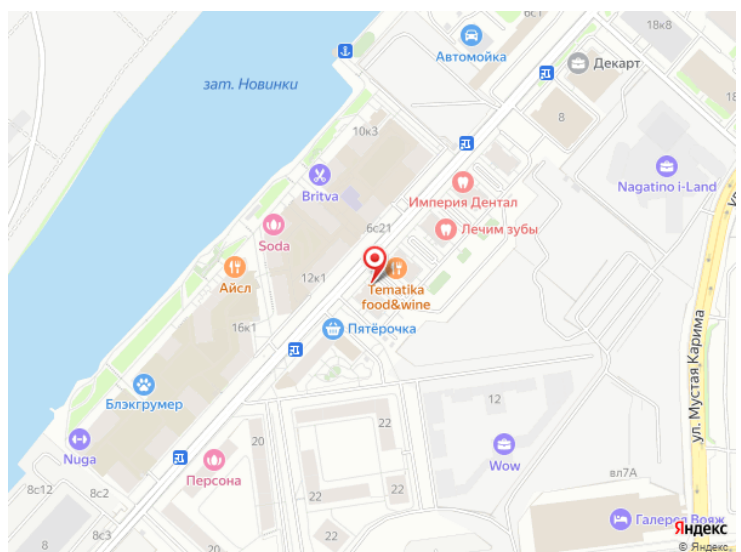 6с1
18к8
Автомойка
Декарт
зат. Новинки
8
10к3
Britva
Империя Дентал
Nagatino i-Land
Soda
6с21
Лечим зубы
Айсл
12к1
Tematika
food&wine
16к1
Пятёрочка
ул. Мустая Карима
Блэкгрумер
20
22
12
Nuga
20
Wow
Персона
22
вл7А
8с12
8с2
22
8
8с3
Галерея Вояж
Яндекс
© Яндекс